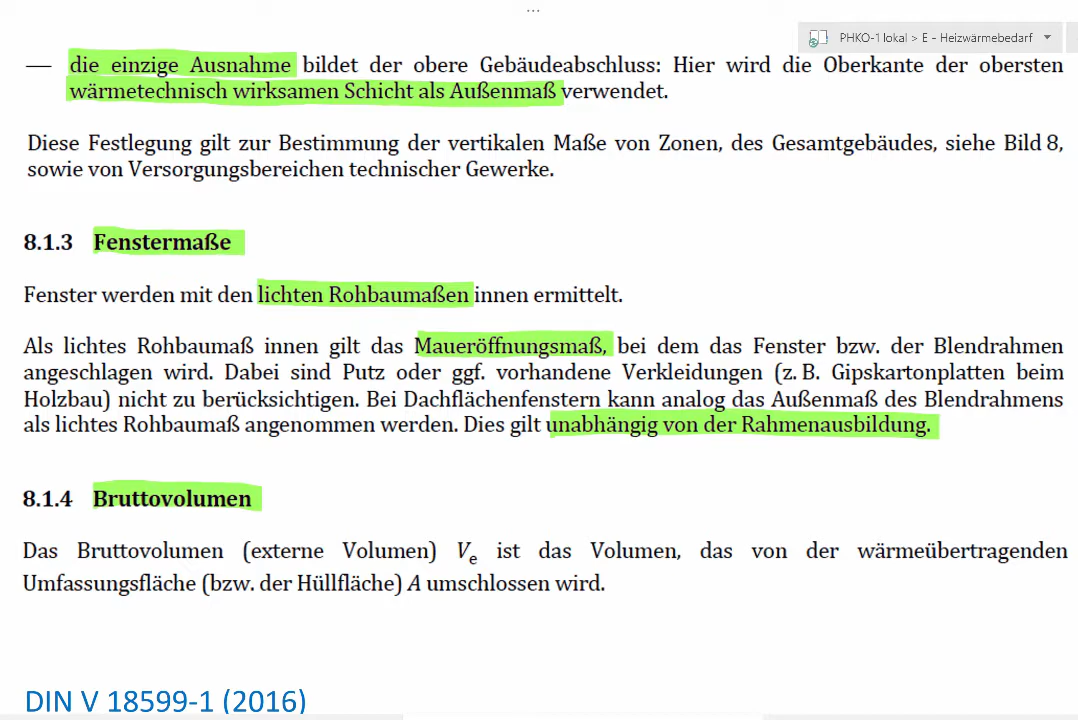 ...
PHKO-1 lokal > E - Heizwärmebedarf
— die einzige Ausnahme bildet der obere Gebäudeabschluss: Hier wird die Oberkante der obersten
wärmetechnisch wirksamen Schicht als Außenmaß verwendet.
Diese Festlegung gilt zur Bestimmung der vertikalen Maße von Zonen, des Gesamtgebäudes, siehe Bild 8,
sowie von Versorgungsbereichen technischer Gewerke.
8.1.3 Fenstermaße
Fenster werden mit den lichten Rohbaumaßen innen ermittelt.
Als lichtes Rohbaumaß innen gilt das Maueröffnungsmaß, bei dem das Fenster bzw. der Blendrahmen
angeschlagen wird. Dabei sind Putz oder ggf. vorhandene Verkleidungen (z. B. Gipskartonplatten beim
Holzbau) nicht zu berücksichtigen. Bei Dachflächenfenstern kann analog das Außenmaß des Blendrahmens
als lichtes Rohbaumaß angenommen werden. Dies gilt unabhängig von der Rahmenausbildung.
8.1.4 Bruttovolumen
Das Bruttovolumen (externe Volumen) Ve ist das Volumen, das von der wärmeübertragenden
Umfassungsfläche (bzw. der Hüllfläche) A umschlossen wird.
DIN V 18599-1 (2016)